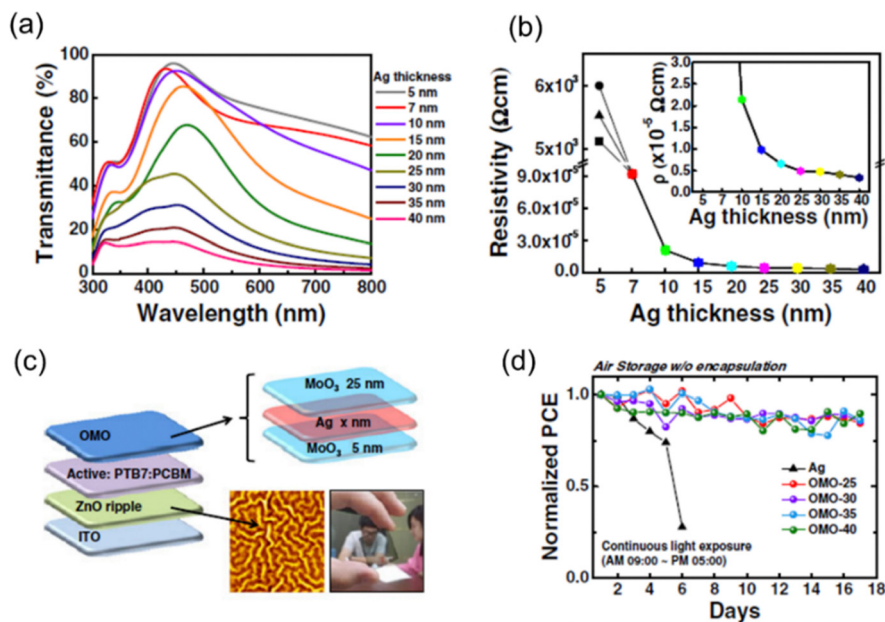 (a)
Transmittance (%)
100
80
60
40
20
0
300
400
500
600
700
800
Wavelength (nm)
Ag thickness
5 nm
7 nm
10 nm
15 nm
20 nm
25 nm
30 nm
35 nm
40 nm
(b)
Resistivity (Ωcm)
6x10³
5x10³
9.0x10⁻⁵
6.0x10⁻⁵
3.0x10⁻⁵
0.0
5 7 10 15 20 25 30 35 40
Ag thickness (nm)
ρ (x10⁻⁵ Ωcm)
3.0
2.5
2.0
1.5
1.0
0.5
0.0
5 7 10 15 20 25 30 35 40
Ag thickness (nm)
(c)
MoO₃ 25 nm
Ag x nm
MoO₃ 5 nm
OMO
Active: PTB7:PCBM
ZnO ripple
ITO
(d)
Air Storage w/o encapsulation
Normalized PCE
1.0
0.5
0.0
2 4 6 8 10 12 14 16 18
Days
Ag
OMO-25
OMO-30
OMO-35
OMO-40
Continuous light exposure
(AM 09:00 ~ PM 05:00)